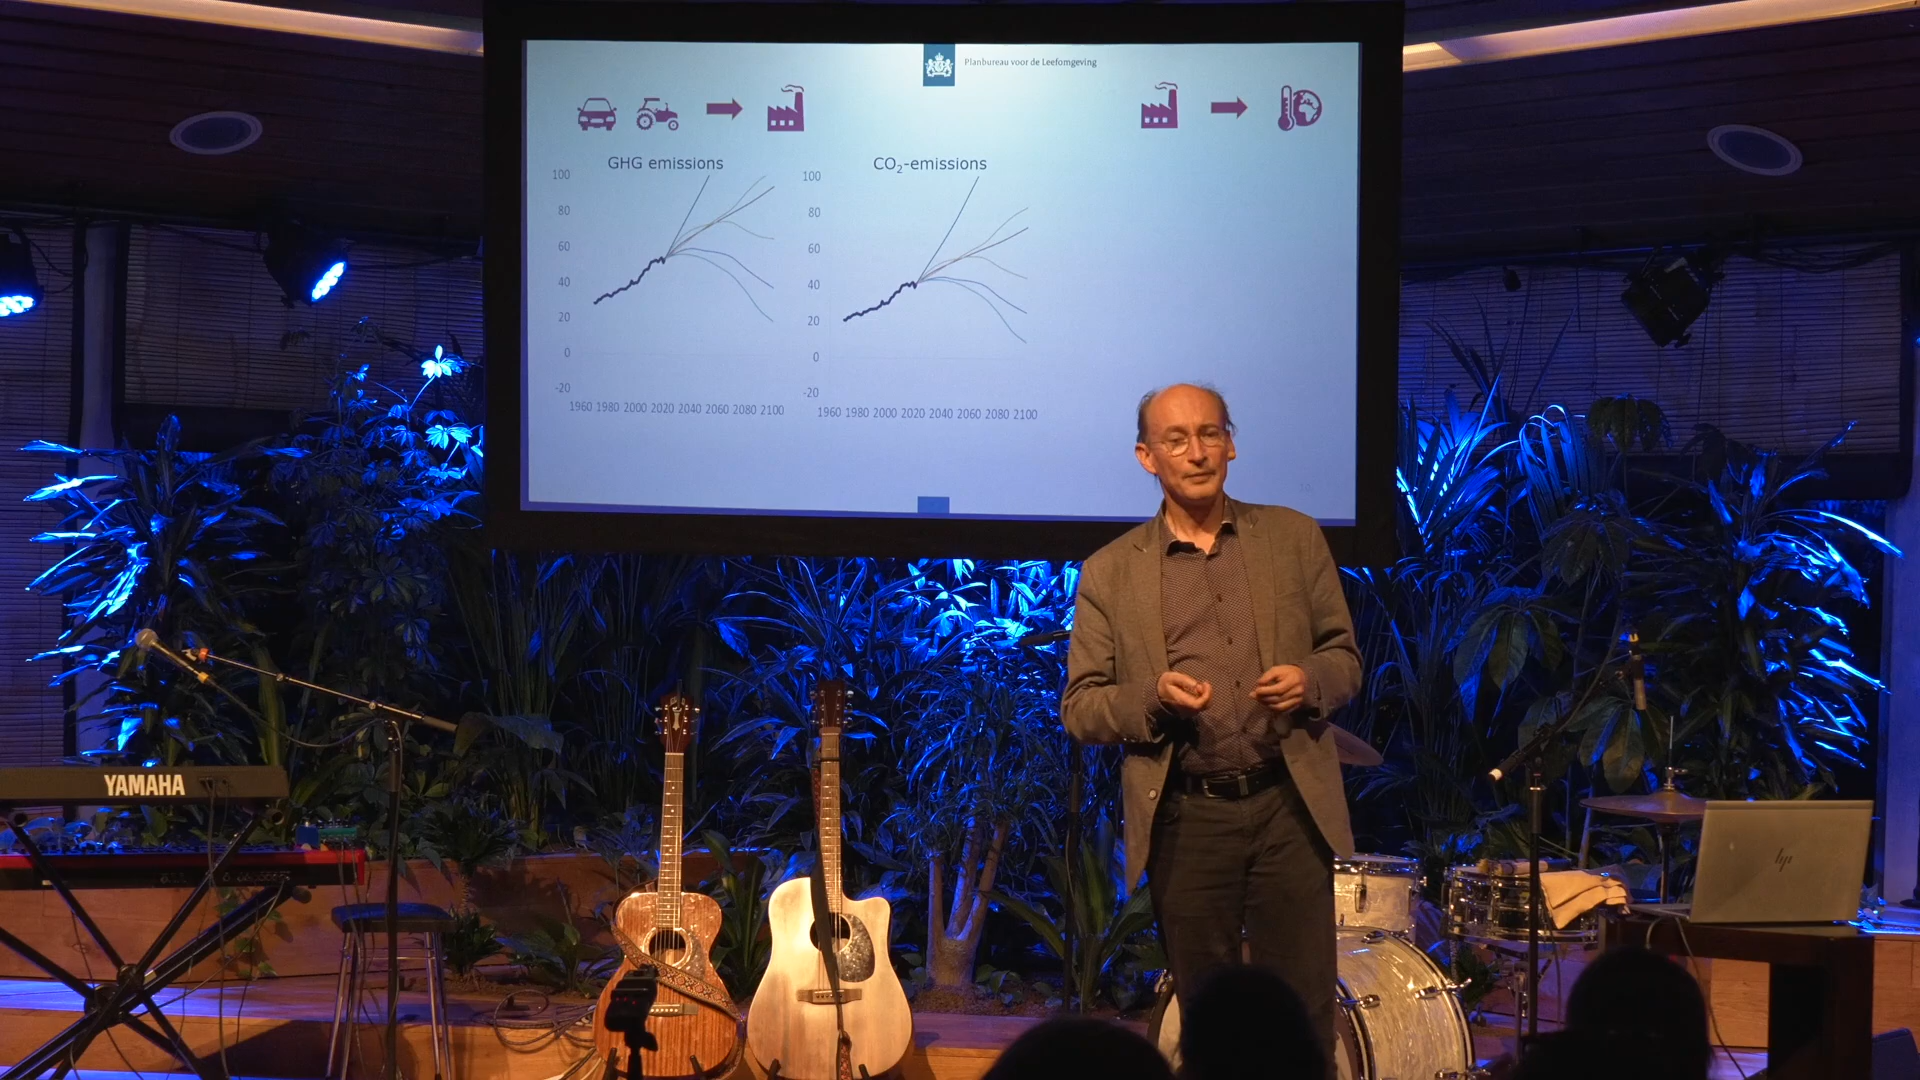 Planbureau voor de Leefomgeving
GHG emissions
100
80
60
40
20
0
-20
1960 1980 2000 2020 2040 2060 2080 2100
CO₂-emissions
100
80
60
40
20
0
-20
1960 1980 2000 2020 2040 2060 2080 2100
YAMAHA
hp